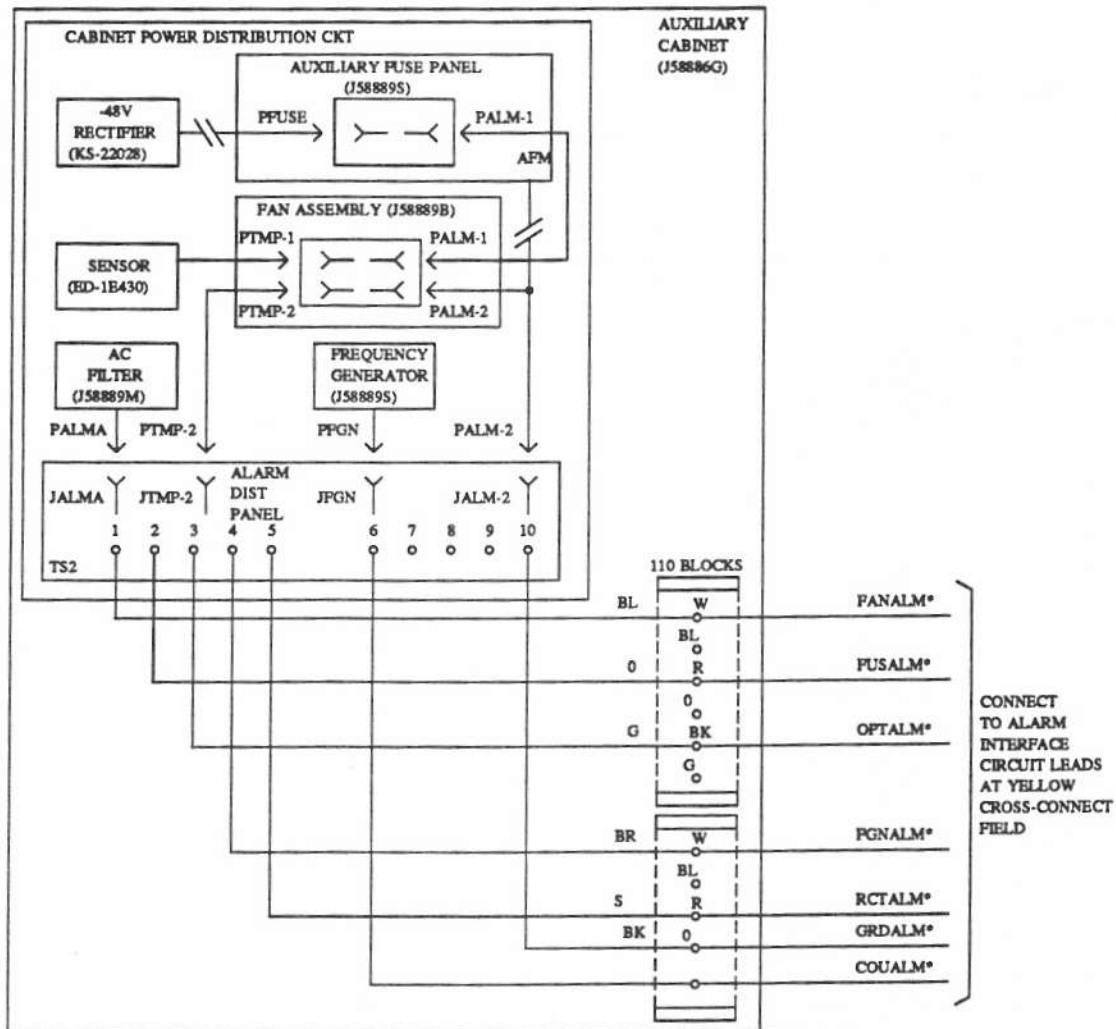 AUXILIARY
CABINET
(J58886G)
CABINET POWER DISTRIBUTION CKT
AUXILIARY FUSE PANEL
(J58889S)
-48V
RECTIFIER
(KS-22028)
PFUSE
PALM-1
AFM
FAN ASSEMBLY (J58889B)
PTMP-1
PALM-1
SENSOR
(ED-1E430)
PTMP-2
PALM-2
AC
FILTER
(J58889M)
FREQUENCY
GENERATOR
(J58889S)
PALMA
PTMP-2
PFGN
PALM-2
ALARM
DIST
PANEL
JALMA
JTMP-2
JFGN
JALM-2
1 2 3 4 5 6 7 8 9 10
TS2
110 BLOCKS
BL W FANALM*
BL
0 R FUSALM*
0
G BK OPTALM*
G
BR W PGNALM*
BL
S R RCTALM*
BK 0 GRDALM*
COUALM*
CONNECT
TO ALARM
INTERFACE
CIRCUIT LEADS
AT YELLOW
CROSS-CONNECT
FIELD